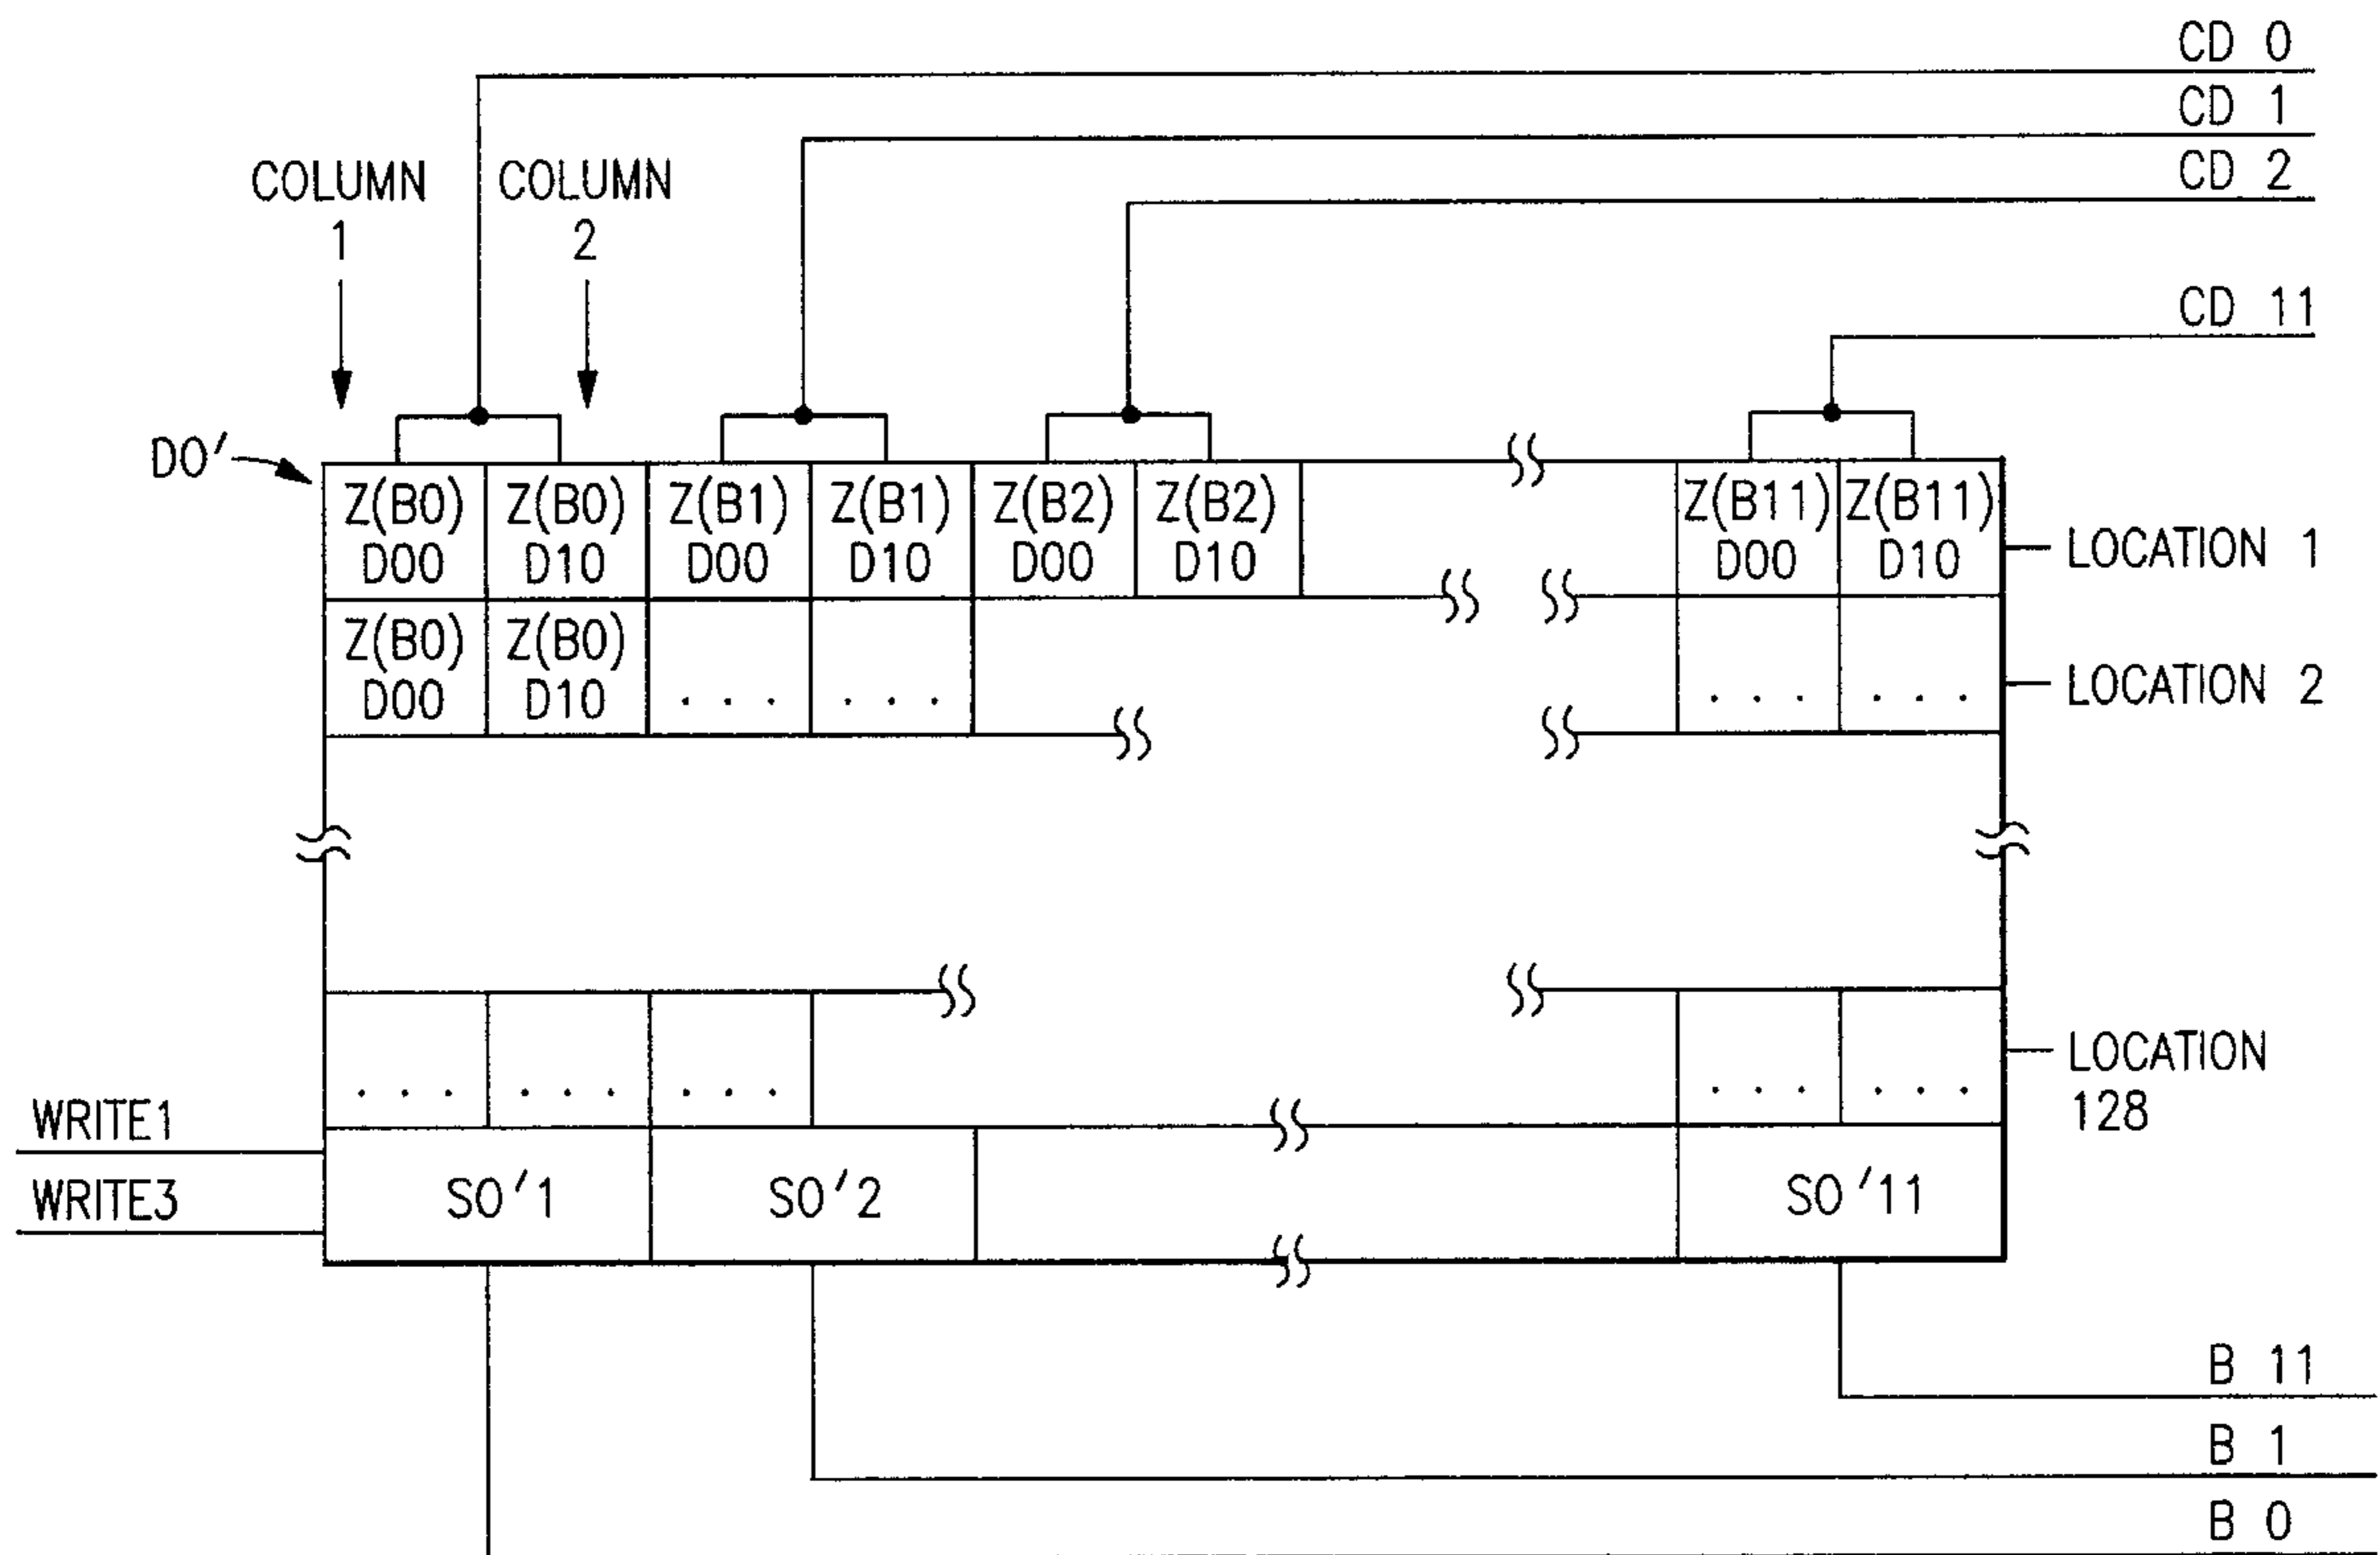 CD 0
CD 1
CD 2
COLUMN 1
COLUMN 2
CD 11
DO'
Z(B0) Z(B0) Z(B1) Z(B1) Z(B2) Z(B2) Z(B11) Z(B11)
D00 D10 D00 D10 D00 D10 D00 D10
LOCATION 1
Z(B0) Z(B0)
D00 D10 ... ... ... ...
LOCATION 2
... ... ... ... ...
LOCATION
128
WRITE1
WRITE3
SO'1 SO'2 SO'11
B 11
B 1
B 0